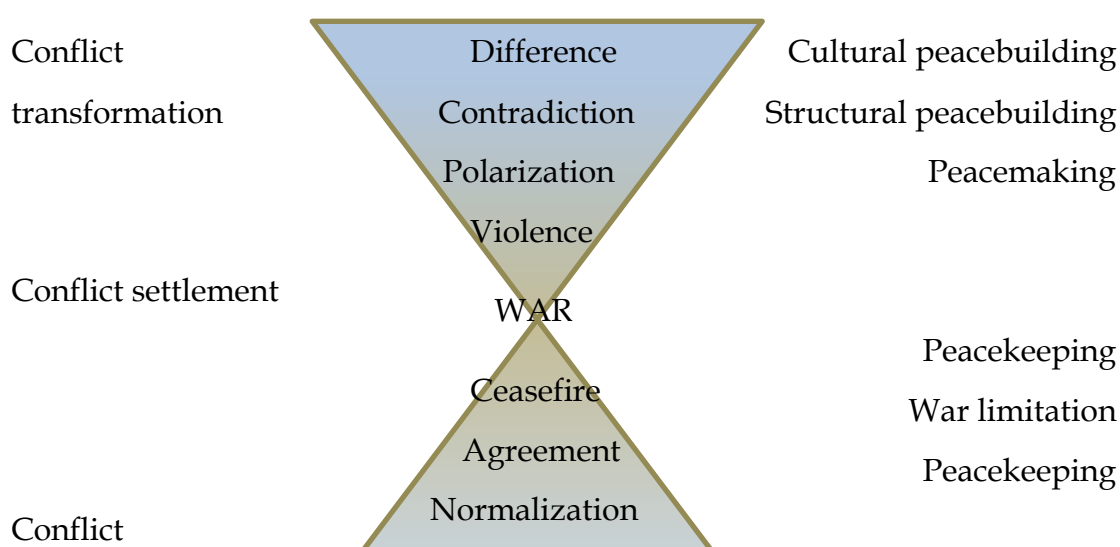 Conflict Difference Cultural peacebuilding
transformation Contradiction Structural peacebuilding
Polarization Peacemaking
Violence
Conflict settlement
WAR
Peacekeeping
Ceasefire
War limitation
Agreement
Peacekeeping
Normalization
Conflict